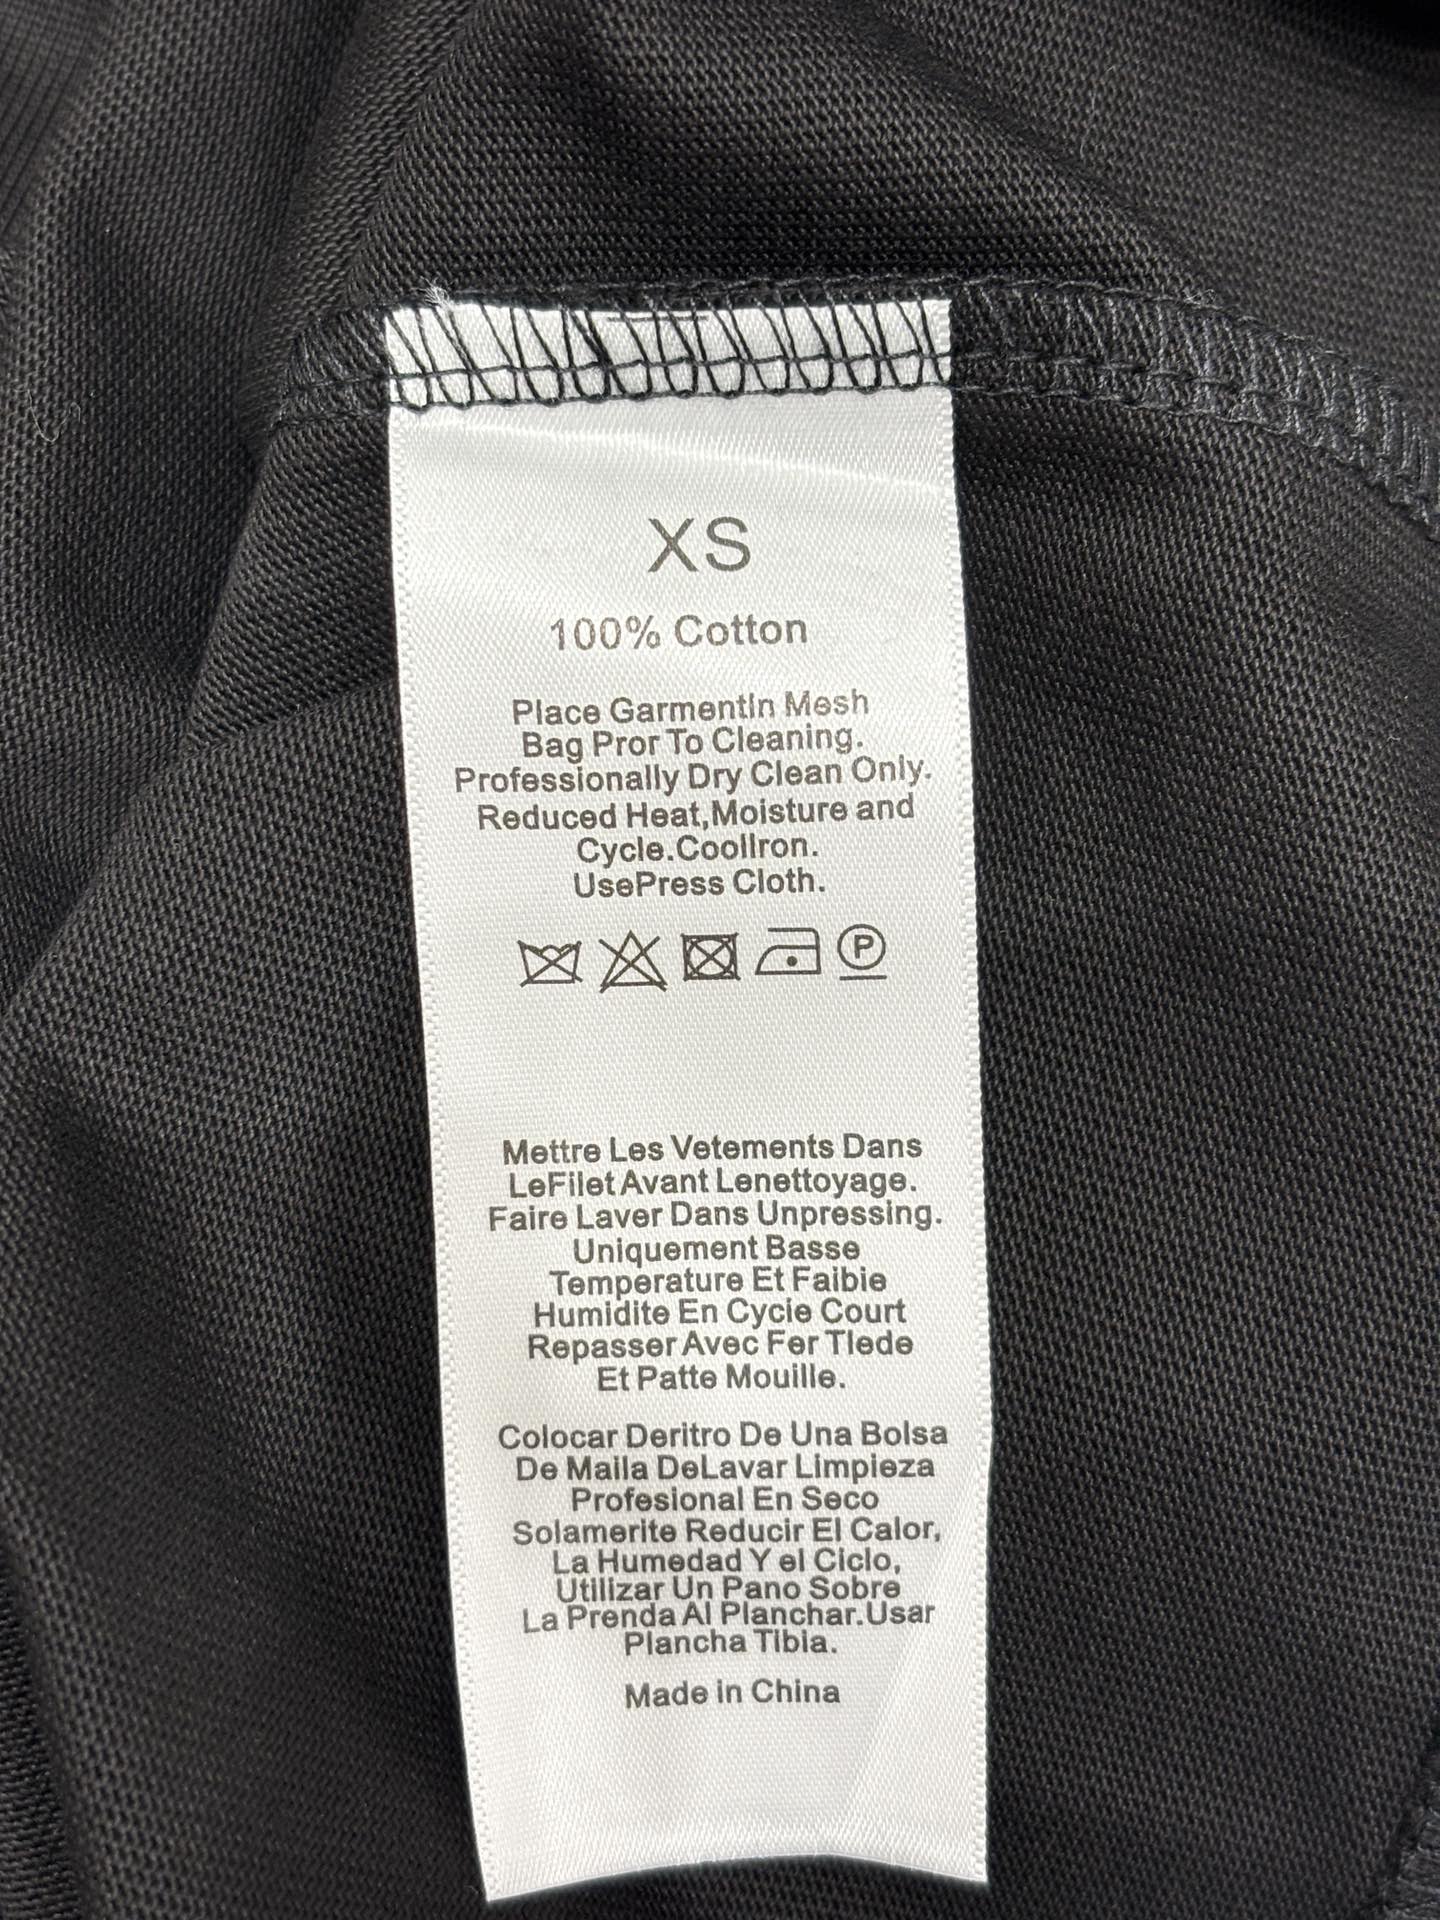 XS
100% Cotton
Place GarmentIn Mesh
Bag Pror To Cleaning.
Professionally Dry Clean Only.
Reduced Heat,Moisture and
Cycle.CoolIron.
UsePress Cloth.
P
Mettre Les Vetements Dans
LeFilet Avant Lenettoyage.
Faire Laver Dans Unpressing.
Uniquement Basse
Temperature Et Faibie
Humidite En Cycie Court
Repasser Avec Fer Tlede
Et Patte Mouille.
Colocar Deritro De Una Bolsa
De Maila DeLavar Limpieza
Profesional En Seco
Solamerite Reducir El Calor,
La Humedad Y el Ciclo,
Utilizar Un Pano Sobre
La Prenda Al Planchar.Usar
Plancha Tlbia.
Made in China